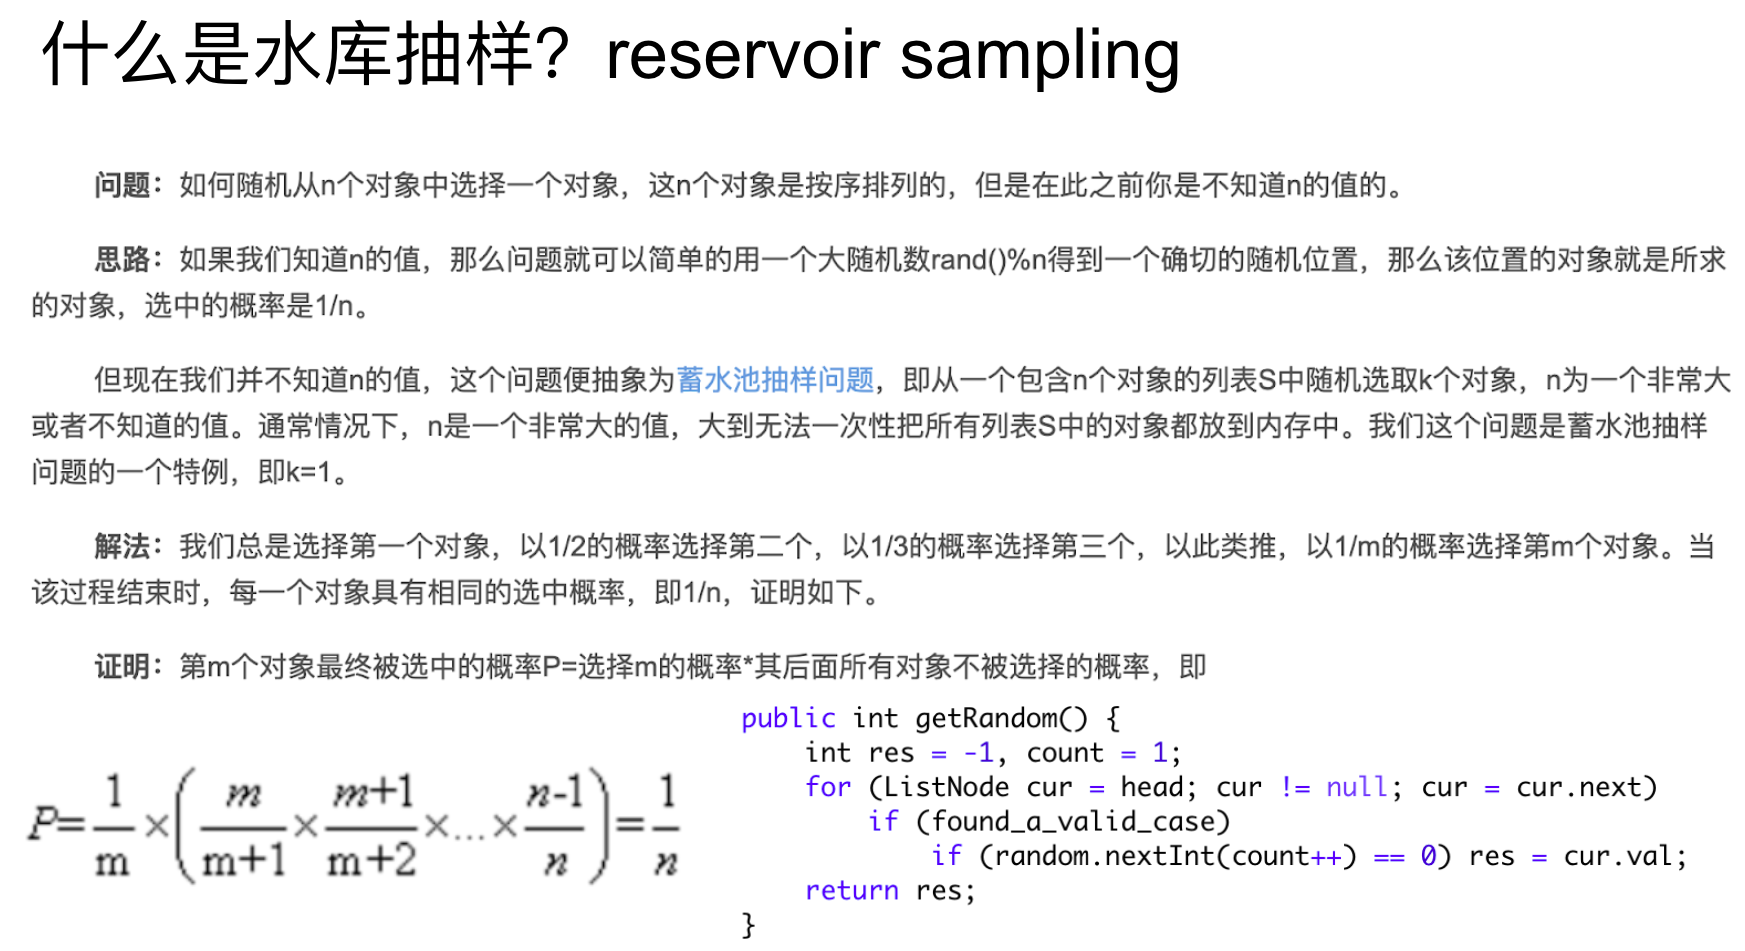 什么是水库抽样？reservoir sampling
问题：如何随机从n个对象中选择一个对象，这n个对象是按序排列的，但是在此之前你是不知道n的值的。
思路：如果我们知道n的值，那么问题就可以简单的用一个大随机数rand()%n得到一个确切的随机位置，那么该位置的对象就是所求
的对象，选中的概率是1/n。
但现在我们并不知道n的值，这个问题便抽象为蓄水池抽样问题，即从一个包含n个对象的列表S中随机选取k个对象，n为一个非常大
或者不知道的值。通常情况下，n是一个非常大的值，大到无法一次性把所有列表S中的对象都放到内存中。我们这个问题是蓄水池抽样
问题的一个特例，即k=1。
解法：我们总是选择第一个对象，以1/2的概率选择第二个，以1/3的概率选择第三个，以此类推，以1/m的概率选择第m个对象。当
该过程结束时，每一个对象具有相同的选中概率，即1/n，证明如下。
证明：第m个对象最终被选中的概率P=选择m的概率*其后面所有对象不被选择的概率，即
P=1/m×(m/m+1×m+1/m+2×...×n-1/n)=1/n
public int getRandom() {
int res = -1, count = 1;
for (ListNode cur = head; cur != null; cur = cur.next)
if (found_a_valid_case)
if (random.nextInt(count++) == 0) res = cur.val;
return res;
}